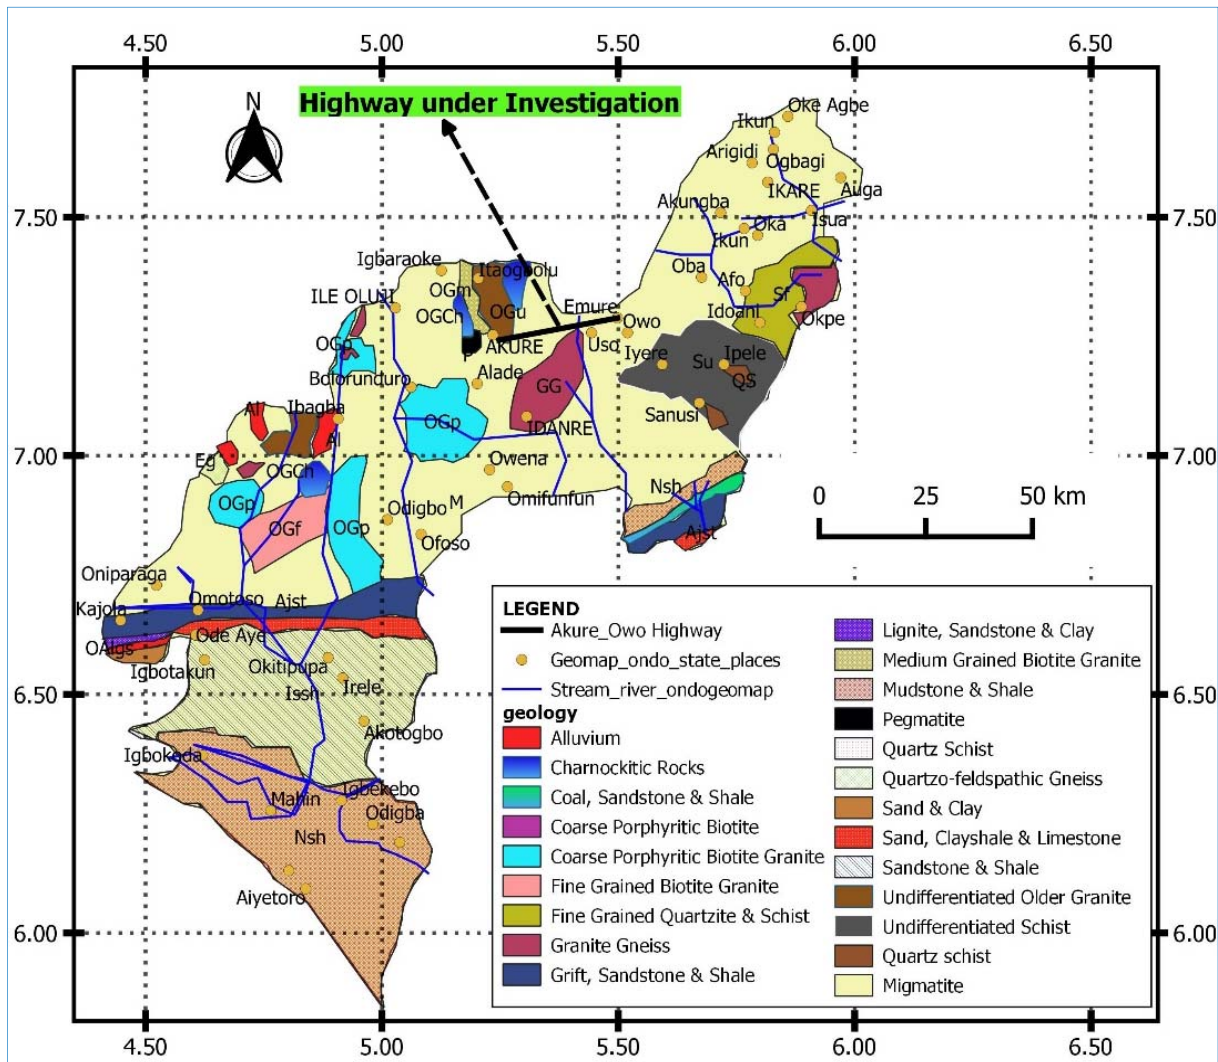 4.50 5.00 5.50 6.00 6.50
N
Highway under Investigation
Oke Agbe
Ikun
Arigidi Ogbagi
IKARE Auga
Akungba
7.50 7.50
Isua
Oka
Ikun
Igbaraoke
Itaogbolu
Oba
Afo
OGm
ILE OLUJI
Sf
OGCh OGu
Emure
Idoani
Okpe
Owo
OGp
AKURE Uso
Iyere Ipele
Su
Alade
Bolorunduro
GG
QS
Ibagba
Sanusi
OGp
IDANRE
Al
7.00 7.00
Eg
OGCh
Owena
Nsh
0 25 50 km
OGp
Omifunfun
Odigbo M
OGf OGp
Ofoso
Ajst
Oniparaga
Omotoso Ajst
Kajola
Ode Aye
OAlgs
Igbotakun
Okitipupa
Irele
Issh
6.50 6.50
Akotogbo
Igbokoda
Igbekebo
Mahin
Odigba
Nsh
Aiyetoro
6.00 6.00
LEGEND
Akure_Owo Highway
Geomap_ondo_state_places
Stream_river_ondogeomap
geology
Alluvium
Charnockitic Rocks
Coal, Sandstone & Shale
Coarse Porphyritic Biotite
Coarse Porphyritic Biotite Granite
Fine Grained Biotite Granite
Fine Grained Quartzite & Schist
Granite Gneiss
Grift, Sandstone & Shale
Lignite, Sandstone & Clay
Medium Grained Biotite Granite
Mudstone & Shale
Pegmatite
Quartz Schist
Quartzo-feldspathic Gneiss
Sand & Clay
Sand, Clayshale & Limestone
Sandstone & Shale
Undifferentiated Older Granite
Undifferentiated Schist
Quartz schist
Migmatite
4.50 5.00 5.50 6.00 6.50